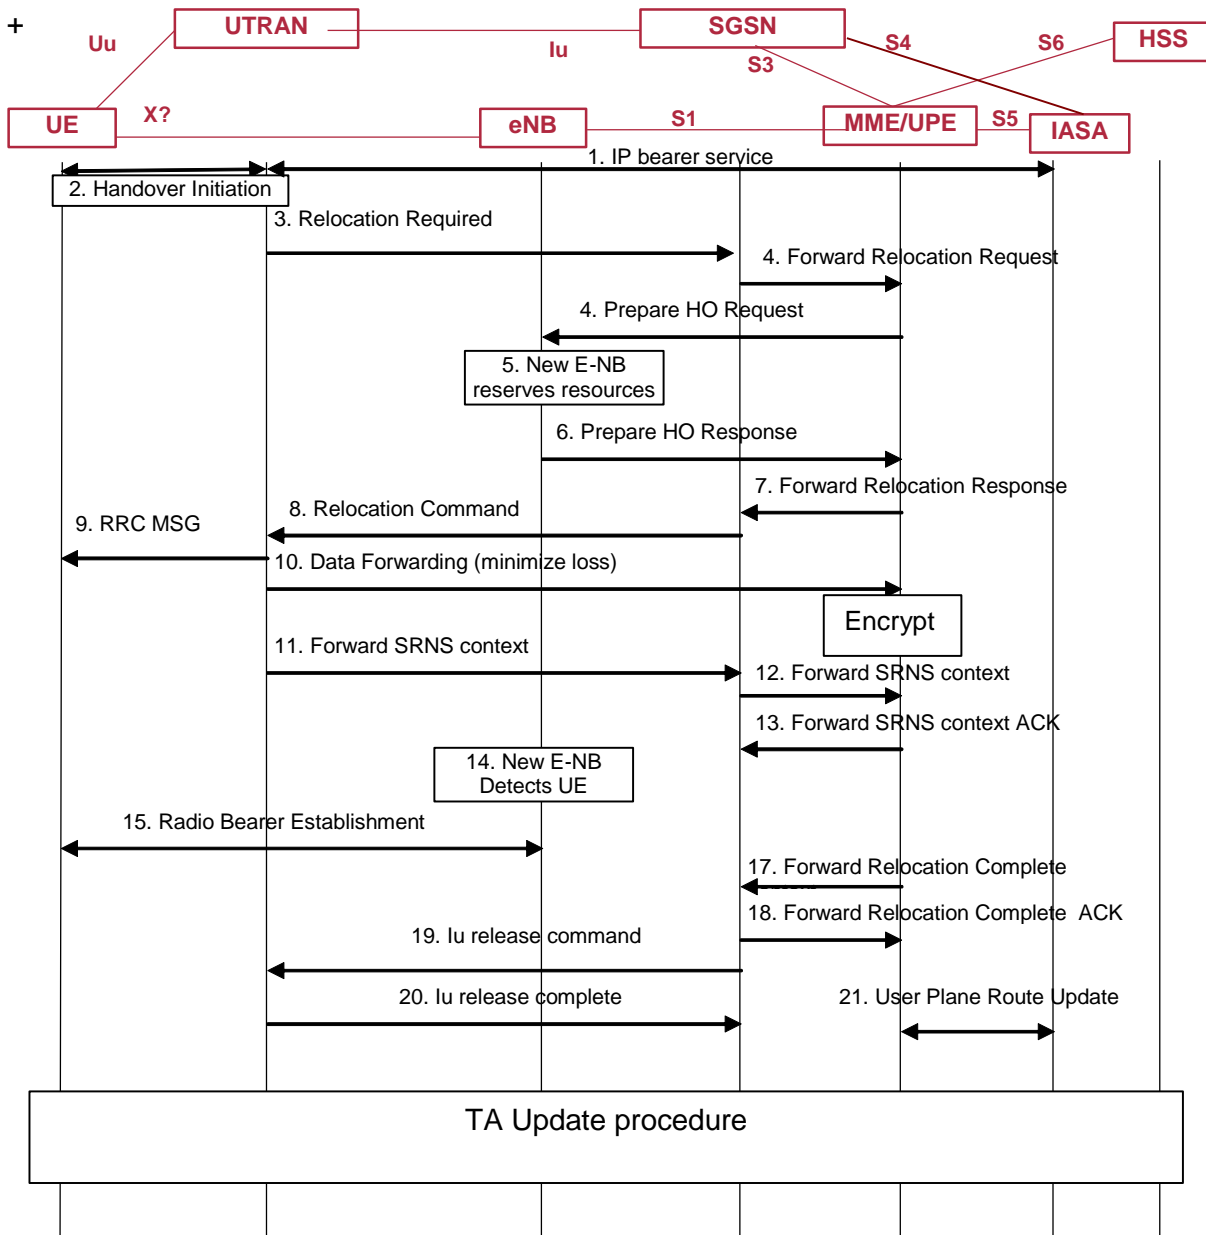 +
UTRAN
SGSN
HSS
Uu
Iu
S4
S6
S3
UE
X?
eNB
S1
MME/UPE
S5
IASA
1. IP bearer service
2. Handover Initiation
3. Relocation Required
4. Forward Relocation Request
4. Prepare HO Request
5. New E-NB
reserves resources
6. Prepare HO Response
7. Forward Relocation Response
8. Relocation Command
9. RRC MSG
10. Data Forwarding (minimize loss)
Encrypt
11. Forward SRNS context
12. Forward SRNS context
13. Forward SRNS context ACK
14. New E-NB
Detects UE
15. Radio Bearer Establishment
17. Forward Relocation Complete
18. Forward Relocation Complete ACK
19. Iu release command
20. Iu release complete
21. User Plane Route Update
TA Update procedure